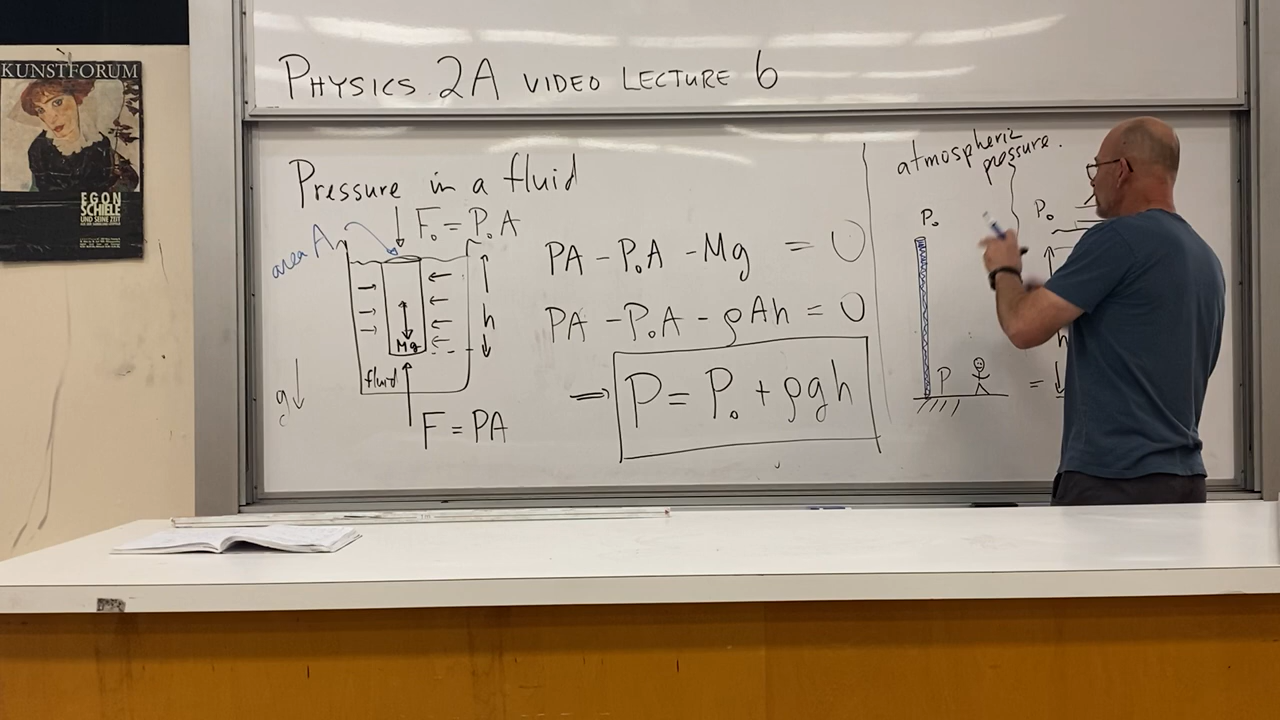 KUNSTFORUM
EGON
SCHIELE
UND SEINE ZEIT
PHYSICS 2A VIDEO LECTURE 6
Pressure in a fluid
area A
F₀ = P₀A
h
Mg
fluid
g
F = PA
PA - P₀A - Mg = 0
PA - P₀A - ρAh = 0
⇒ P = P₀ + ρgh
atmospheric
pressure.
P₀
P
=
P₀
h